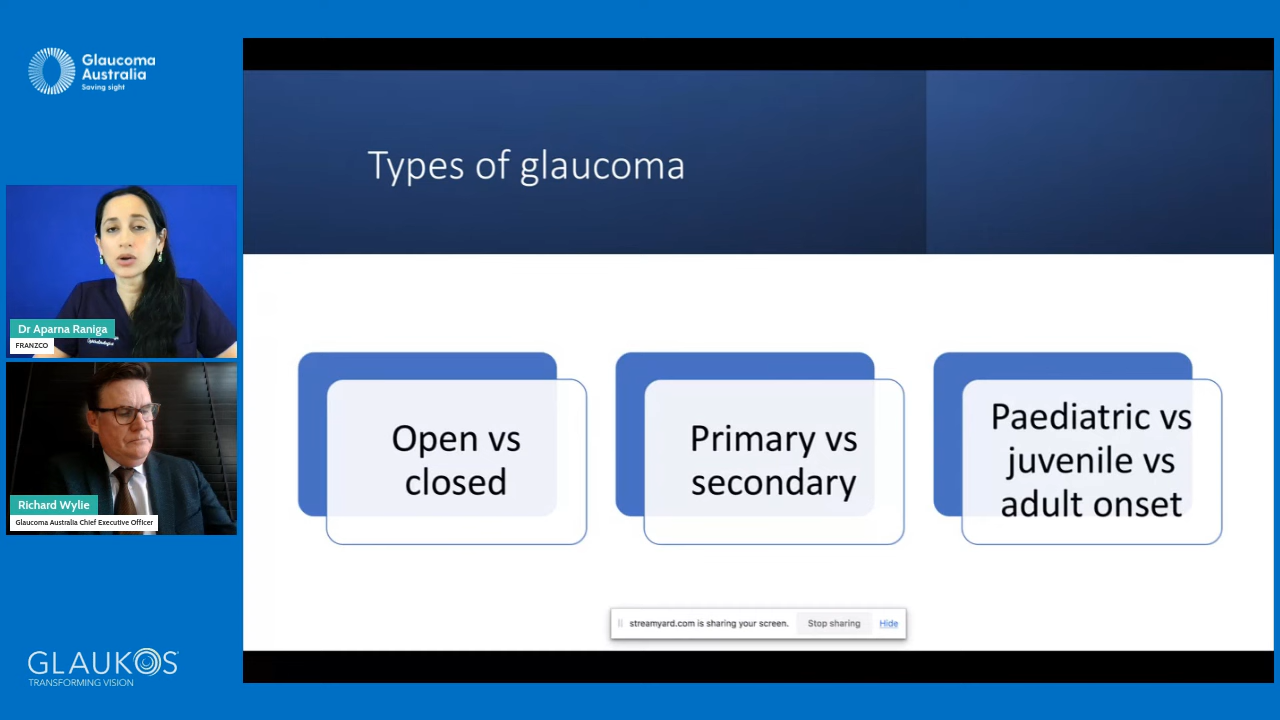 Glaucoma
Australia
Saving sight
Types of glaucoma
Dr Aparna Raniga
FRANZCO
Richard Wylie
Glaucoma Australia Chief Executive Officer
Open vs
closed
Primary vs
secondary
Paediatric vs
juvenile vs
adult onset
streamyard.com is sharing your screen. Stop sharing Hide
GLAUKOS
TRANSFORMING VISION